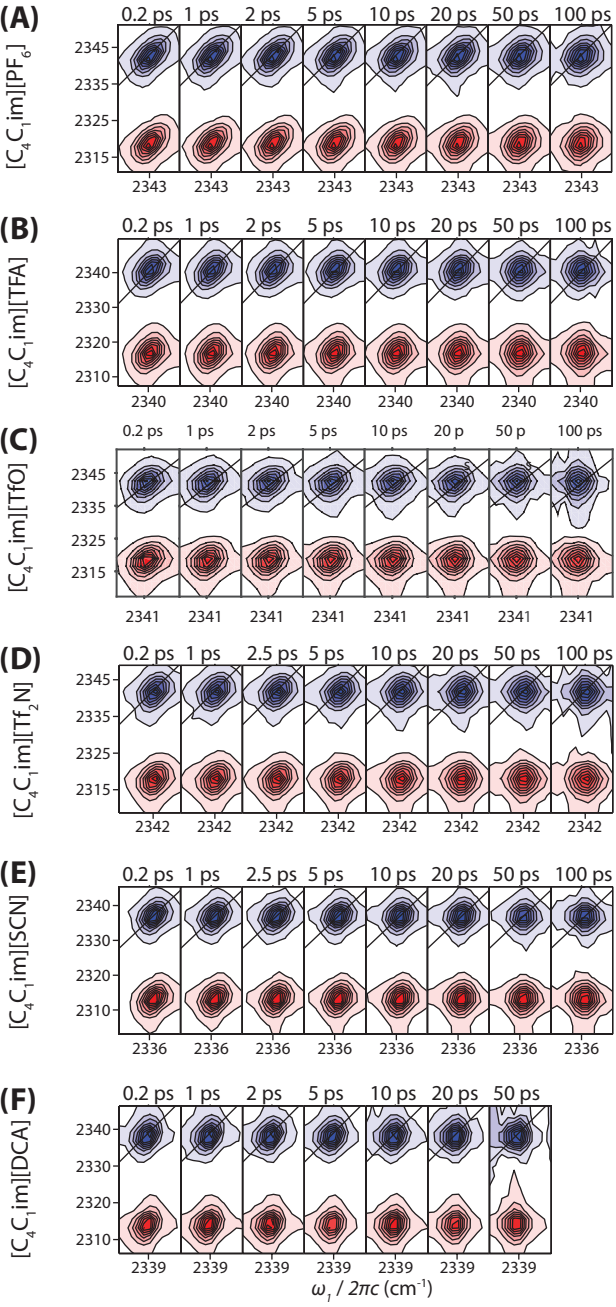 (A)
0.2 ps 1 ps 2 ps 5 ps 10 ps 20 ps 50 ps 100 ps
[C4C1im][PF6]
2345
2335
2325
2315
2343 2343 2343 2343 2343 2343 2343 2343
(B)
0.2 ps 1 ps 2 ps 5 ps 10 ps 20 ps 50 ps 100 ps
[C4C1im][TFA]
2340
2330
2320
2310
2340 2340 2340 2340 2340 2340 2340 2340
(C)
0.2 ps 1 ps 2 ps 5 ps 10 ps 20 p 50 p 100 ps
s s
[C4C1im][TfO]
2345
2335
2325
2315
2341 2341 2341 2341 2341 2341 2341 2341
(D)
0.2 ps 1 ps 2.5 ps 5 ps 10 ps 20 ps 50 ps 100 ps
[C4C1im][Tf2N]
2345
2335
2325
2315
2342 2342 2342 2342 2342 2342 2342 2342
(E)
0.2 ps 1 ps 2.5 ps 5 ps 10 ps 20 ps 50 ps 100 ps
[C4C1im][SCN]
2340
2330
2320
2310
2336 2336 2336 2336 2336 2336 2336 2336
(F)
0.2 ps 1 ps 2 ps 5 ps 10 ps 20 ps 50 ps
[C4C1im][DCA]
2340
2330
2320
2310
2339 2339 2339 2339 2339 2339 2339
ω1 / 2πc (cm-1)